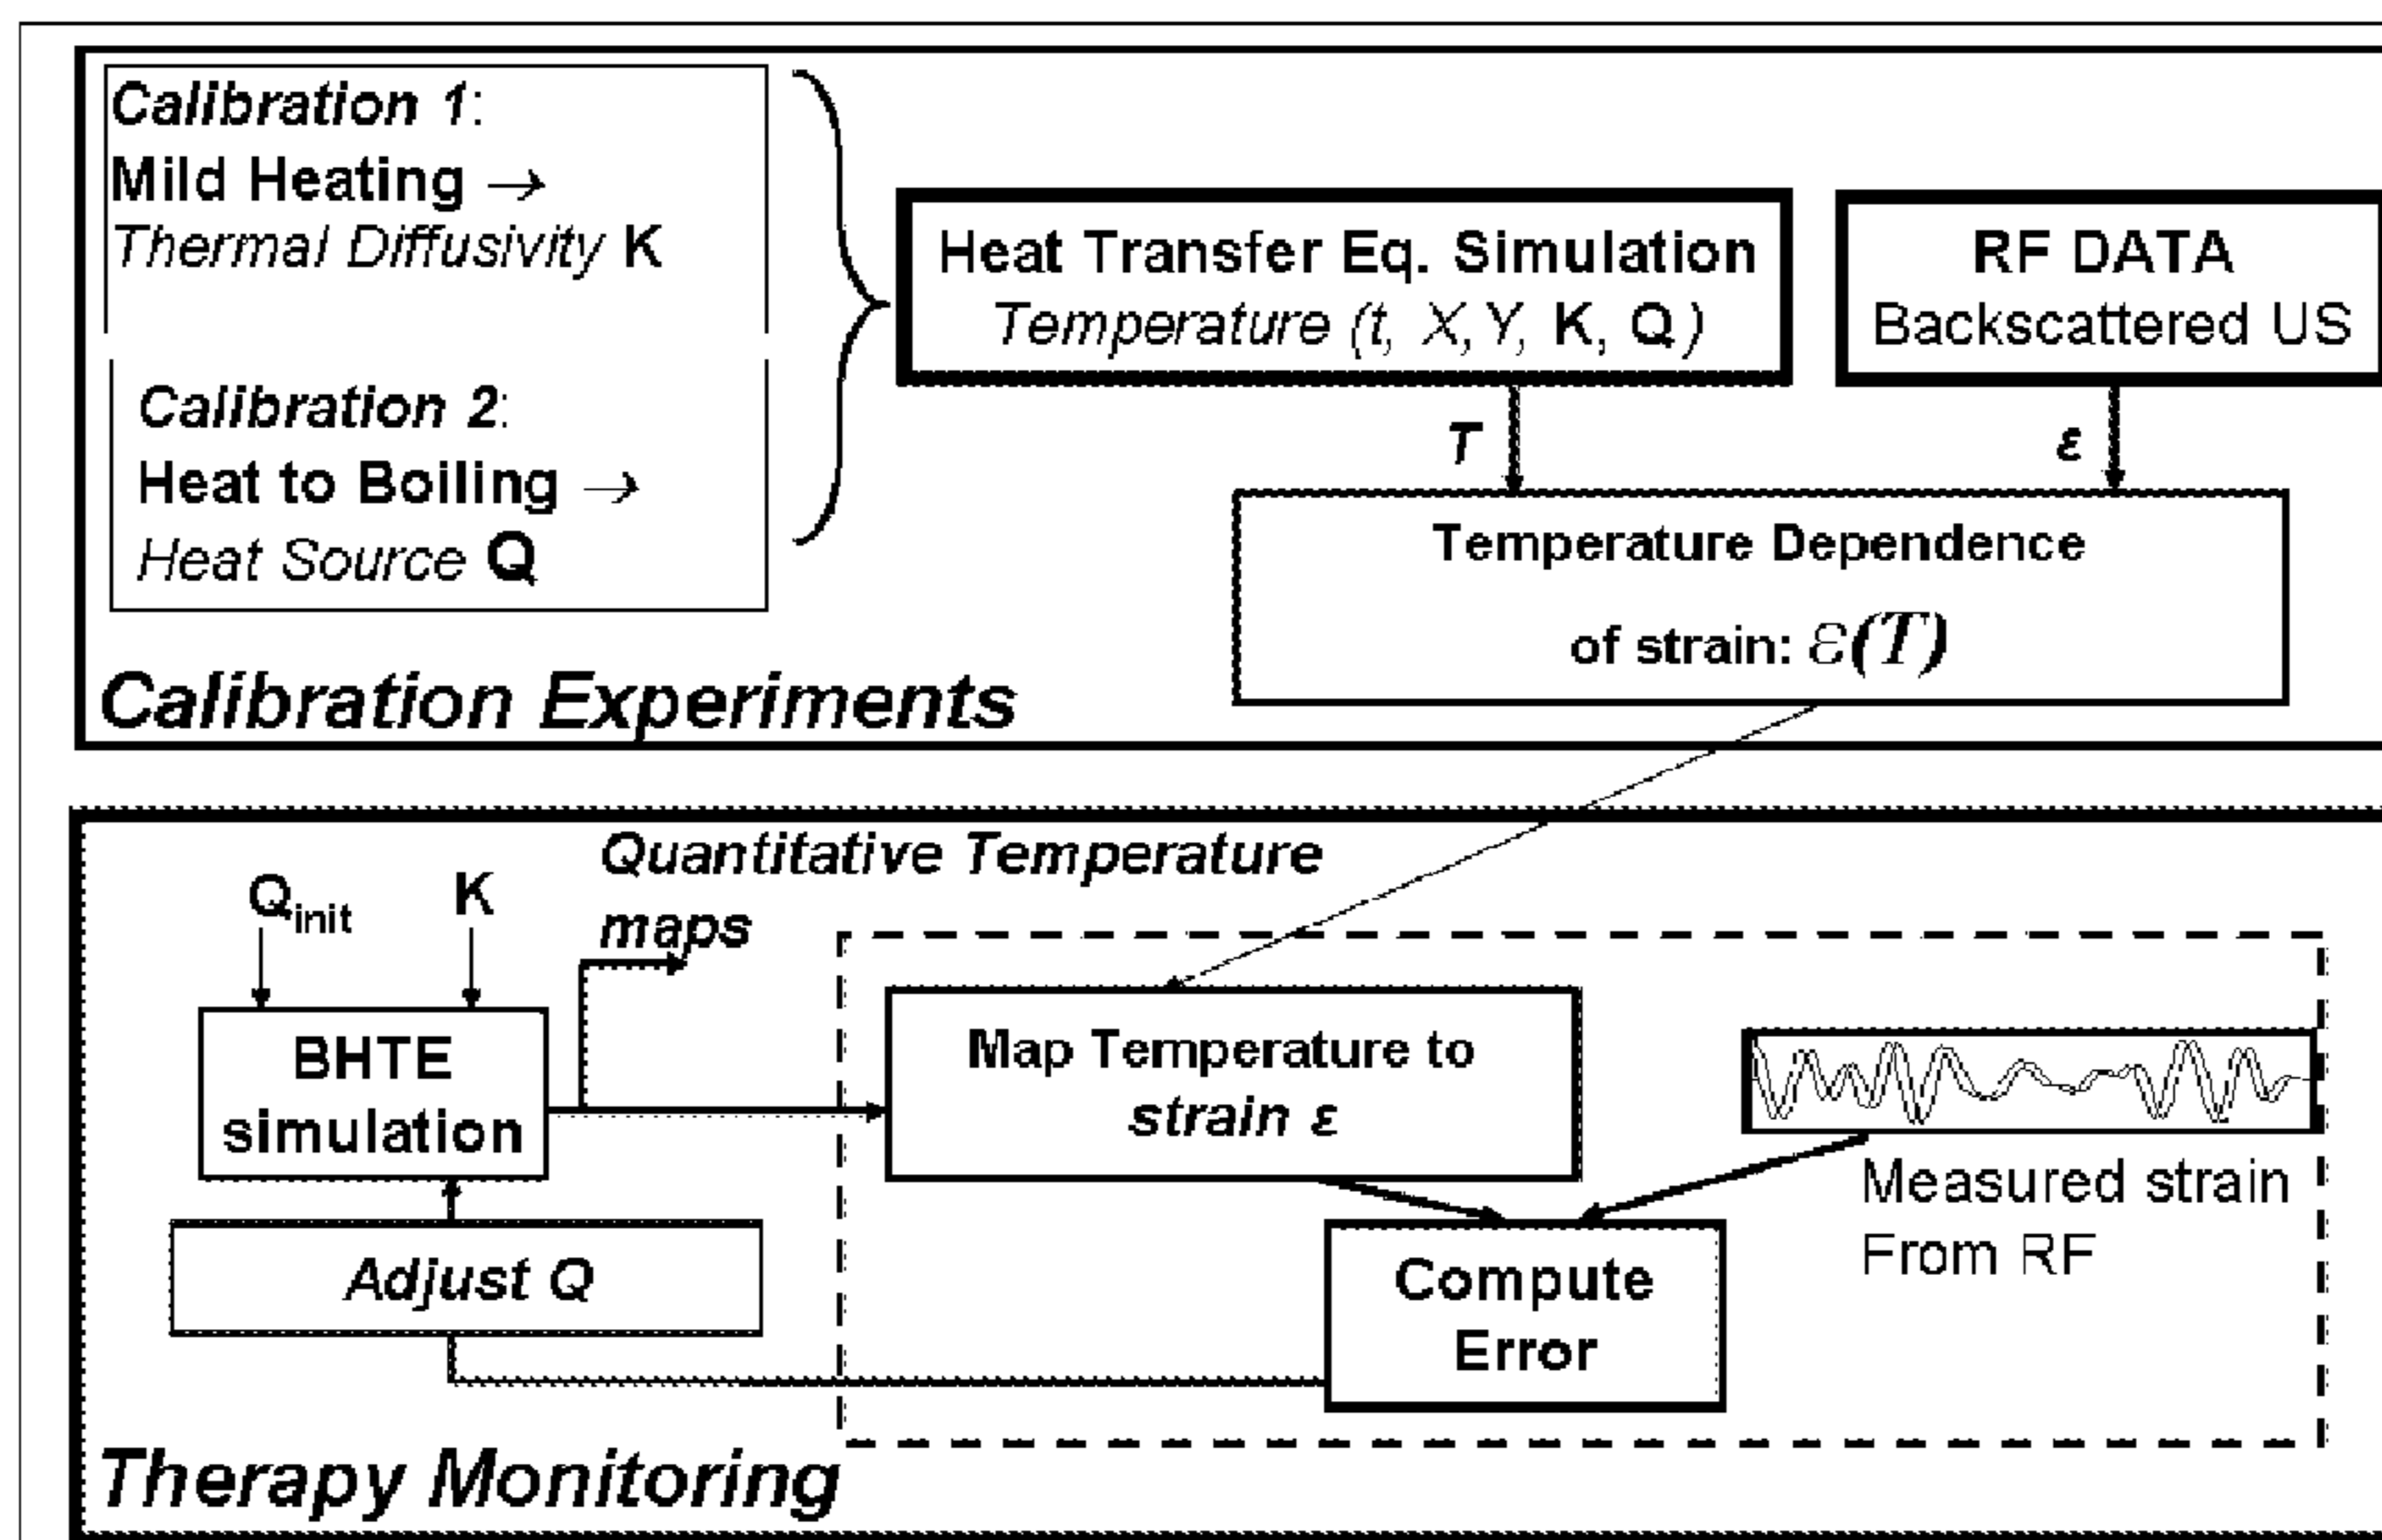 Calibration 1:
Mild Heating →
Thermal Diffusivity K
Calibration 2:
Heat to Boiling →
Heat Source Q
Heat Transfer Eq. Simulation
Temperature (t, X, Y, K, Q)
RF DATA
Backscattered US
T
ε
Temperature Dependence
of strain: ε(T)
Calibration Experiments
Quantitative Temperature
maps
Qinit
K
BHTE
simulation
Map Temperature to
strain ε
Measured strain
From RF
Adjust Q
Compute
Error
Therapy Monitoring